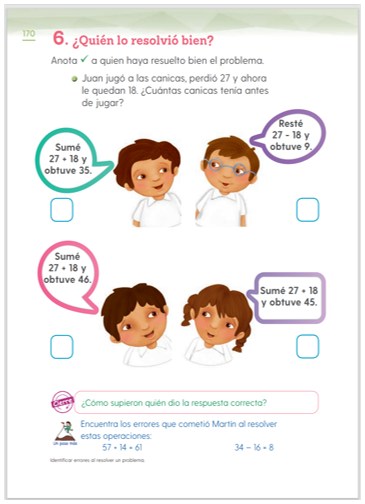 170
6. ¿Quién lo resolvió bien?
Anota ✓ a quien haya resuelto bien el problema.
Juan jugó a las canicas, perdió 27 y ahora
le quedan 18. ¿Cuántas canicas tenía antes
de jugar?
Sumé
27 + 18 y
obtuve 35.
Resté
27 - 18 y
obtuve 9.
Sumé
27 + 18 y
obtuve 46.
Sumé 27 + 18
y obtuve 45.
Cierre
¿Cómo supieron quién dio la respuesta correcta?
Un paso más
Encuentra los errores que cometió Martín al resolver
estas operaciones:
57 + 14 = 61
34 - 16 = 8
Identificar errores al resolver un problema.